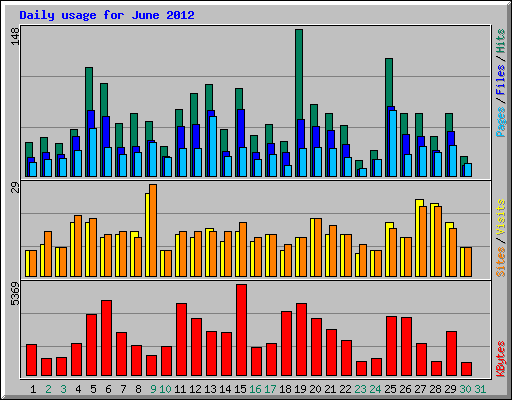 Daily usage for June 2012
148
Pages / Files / Hits
29
Sites / Visits
5369
KBytes
1 2 3 4 5 6 7 8 9 10 11 12 13 14 15 16 17 18 19 20 21 22 23 24 25 26 27 28 29 30 31